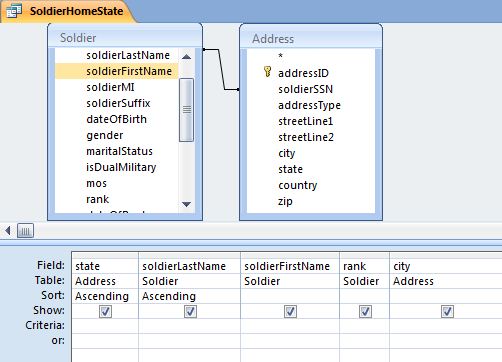 SoldierHomeState
Soldier
soldierLastName
soldierFirstName
soldierMI
soldierSuffix
dateOfBirth
gender
maritalStatus
isDualMilitary
mos
rank
Address
*
addressID
soldierSSN
addressType
streetLine1
streetLine2
city
state
country
zip
Field: state soldierLastName soldierFirstName rank city
Table: Address Soldier Soldier Soldier Address
Sort: Ascending Ascending
Show:
Criteria:
or: